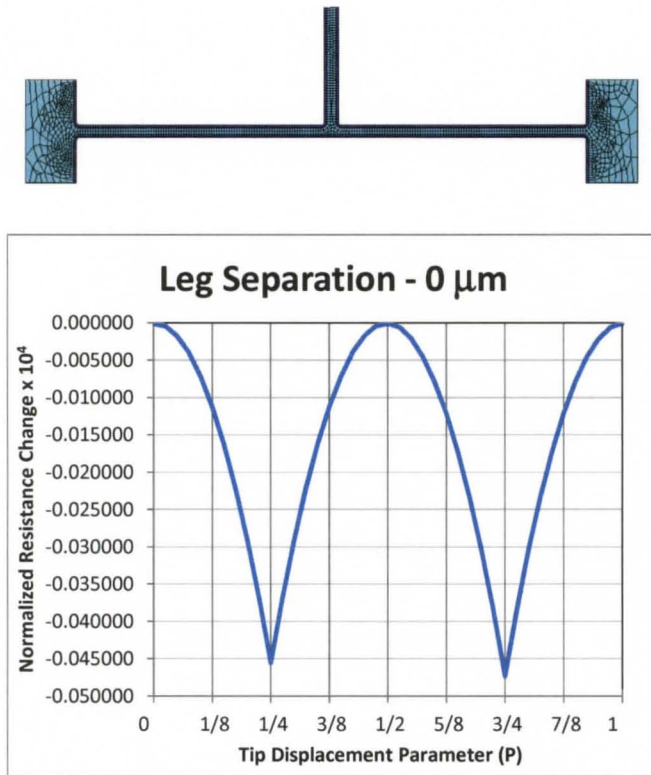 Leg Separation - 0 μm
Normalized Resistance Change x 10⁴
0.000000
-0.005000
-0.010000
-0.015000
-0.020000
-0.025000
-0.030000
-0.035000
-0.040000
-0.045000
-0.050000
0 1/8 1/4 3/8 1/2 5/8 3/4 7/8 1
Tip Displacement Parameter (P)